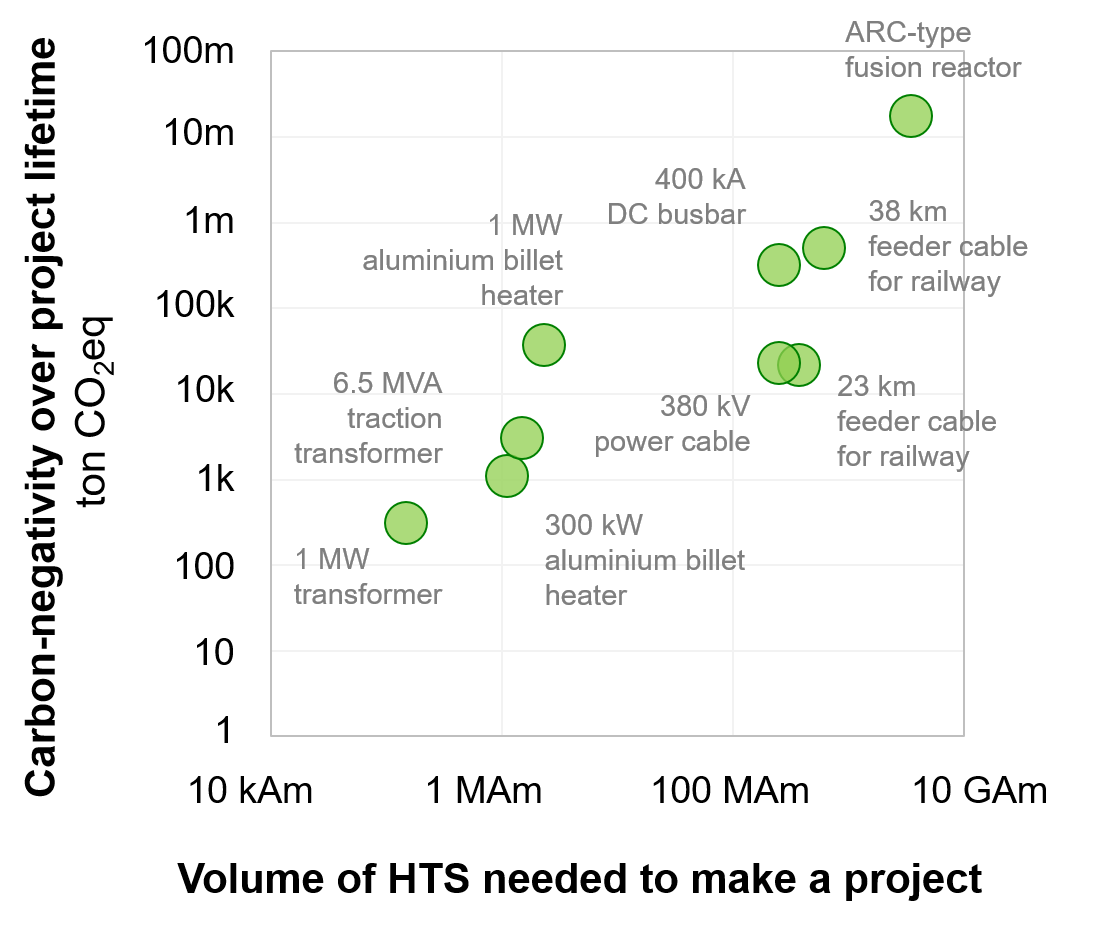 ARC-type
fusion reactor
100m
10m
1m
100k
10k
1k
100
10
1
Carbon-negativity over project lifetime
ton CO₂eq
400 kA
DC busbar
38 km
feeder cable
for railway
1 MW
aluminium billet
heater
6.5 MVA
traction
transformer
380 kV
power cable
23 km
feeder cable
for railway
300 kW
aluminium billet
heater
1 MW
transformer
10 kAm
1 MAm
100 MAm
10 GAm
Volume of HTS needed to make a project